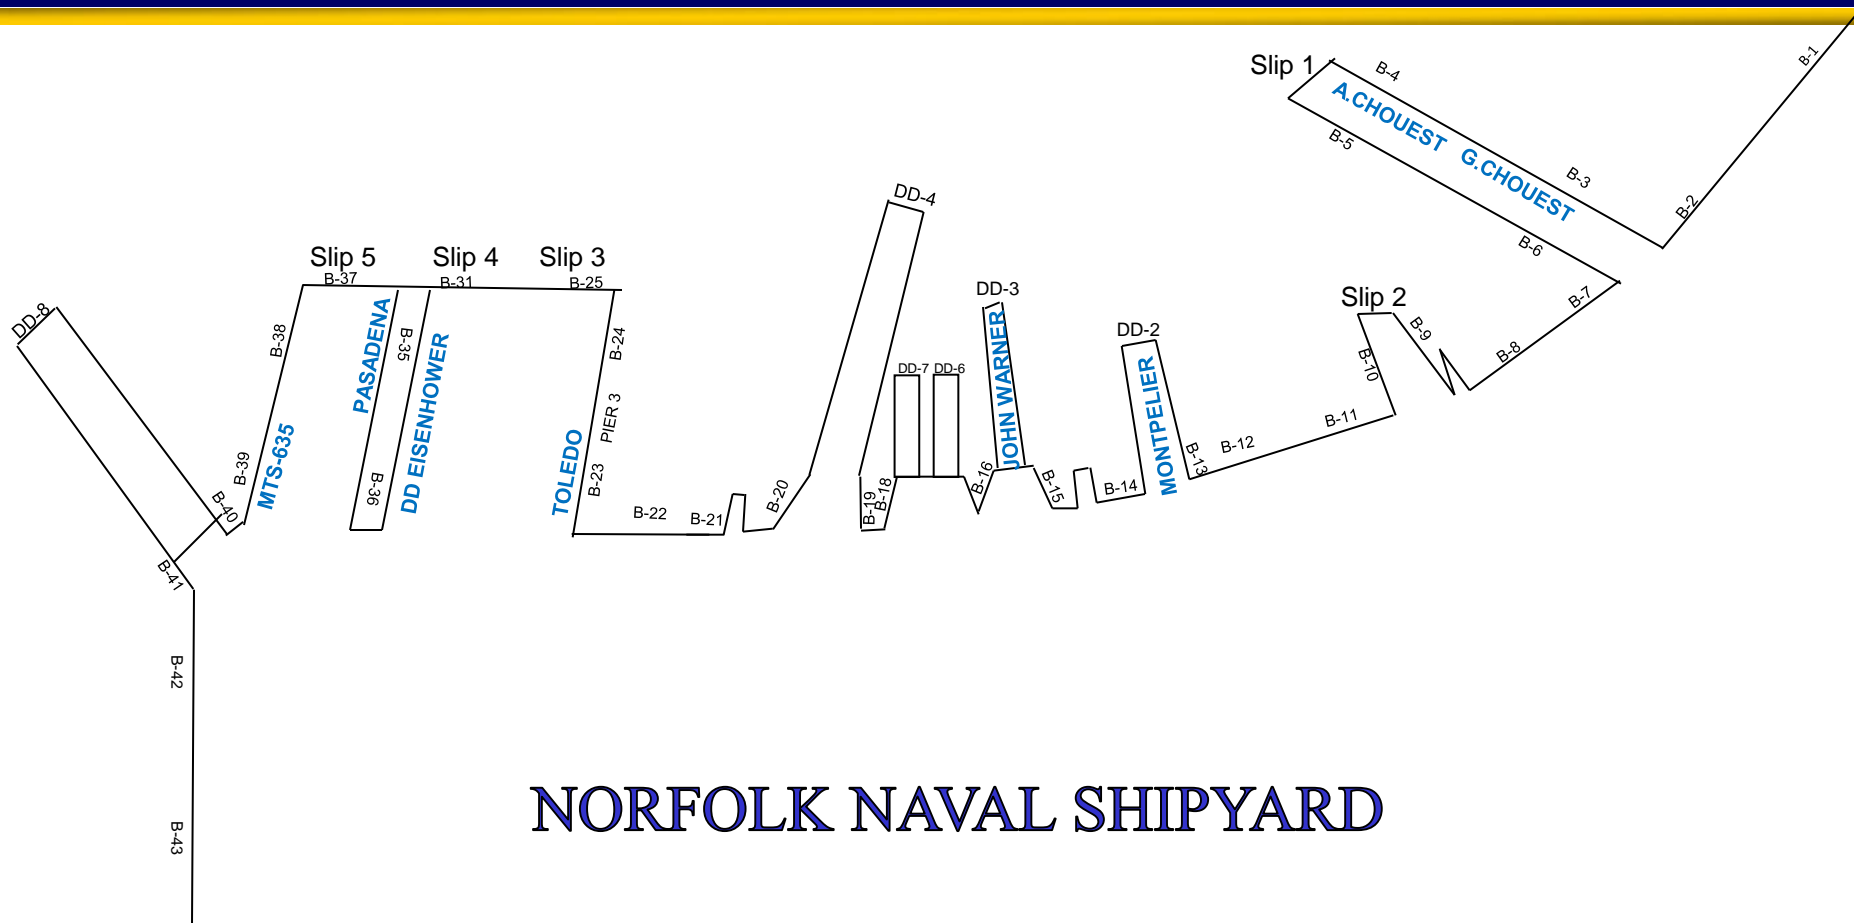 B-1
Slip 1
B-4
A.CHOUEST
G.CHOUEST
B-5
B-3
B-2
B-6
DD-4
Slip 5
Slip 4
Slip 3
B-37
B-31
B-25
DD-3
Slip 2
B-7
DD-8
B-38
PASADENA
B-35
DD EISENHOWER
B-24
PIER 3
TOLEDO
B-23
DD-7
DD-6
JOHN WARNER
DD-2
MONTPELIER
B-9
B-8
B-10
B-11
B-12
B-13
B-39
MTS-635
B-36
B-40
B-22
B-21
B-20
B-19
B-18
B-16
B-15
B-14
B-41
B-42
B-43
NORFOLK NAVAL SHIPYARD